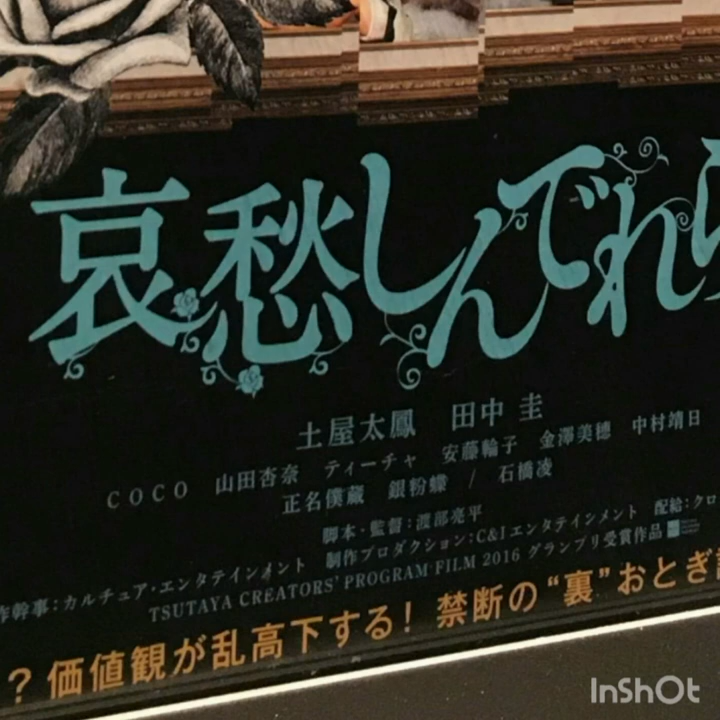 哀愁しんでれら
土屋太鳳 田中 圭
COCO 山田杏奈 ティーチャ 安藤輪子 金澤美穂 中村靖日
正名僕蔵 銀粉蝶 / 石橋凌
脚本・監督:渡部亮平
作幹事:カルチュア・エンタテインメント 制作プロダクション:C&Iエンタテインメント 配給:クロ
TSUTAYA CREATORS' PROGRAM FILM 2016 グランプリ受賞作品
?価値観が乱高下する!禁断の"裏"おとぎ
InShOt